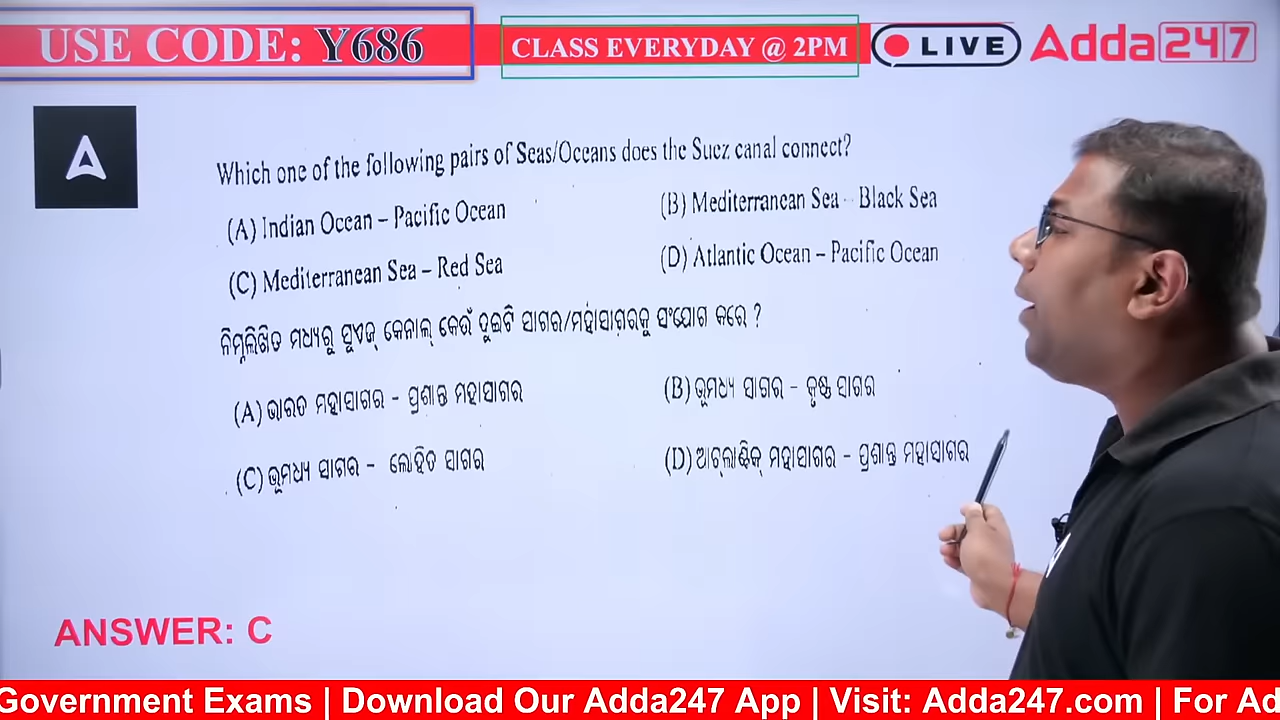 USE CODE: Y686
CLASS EVERYDAY @ 2PM
LIVE
Adda247
Which one of the following pairs of Seas/Oceans does the Suez canal connect?
(A) Indian Ocean – Pacific Ocean
(B) Mediterranean Sea - Black Sea
(C) Mediterranean Sea – Red Sea
(D) Atlantic Ocean – Pacific Ocean
ନିମ୍ନଲିଖିତ ମଧ୍ୟରୁ ସୁଏଜ୍ କେନାଲ୍ କେଉଁ ଦୁଇଟି ସାଗର/ମହାସାଗରକୁ ସଂଯୋଗ କରେ ?
(A) ଭାରତ ମହାସାଗର - ପ୍ରଶାନ୍ତ ମହାସାଗର
(B) ଭୂମଧ୍ୟ ସାଗର - କୃଷ୍ଣ ସାଗର
(C) ଭୂମଧ୍ୟ ସାଗର - ଲୋହିତ ସାଗର
(D) ଆଟ୍‌ଲାଣ୍ଟିକ୍ ମହାସାଗର - ପ୍ରଶାନ୍ତ ମହାସାଗର
ANSWER: C
Government Exams | Download Our Adda247 App | Visit: Adda247.com | For Ad